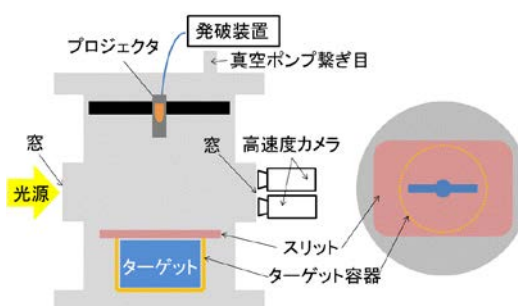 発破装置
プロジェクタ
真空ポンプ繋ぎ目
窓
窓
高速度カメラ
光源
スリット
ターゲット
ターゲット容器